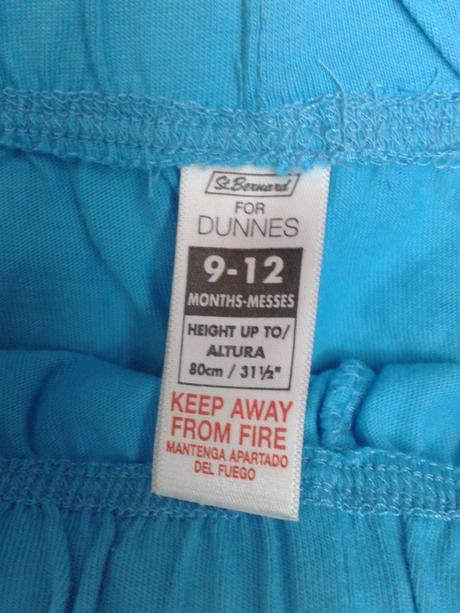 St. Bernard
FOR
DUNNES
9-12
MONTHS-MESSES
HEIGHT UP TO/
ALTURA
80cm / 31½"
KEEP AWAY
FROM FIRE
MANTENGA APARTADO
DEL FUEGO